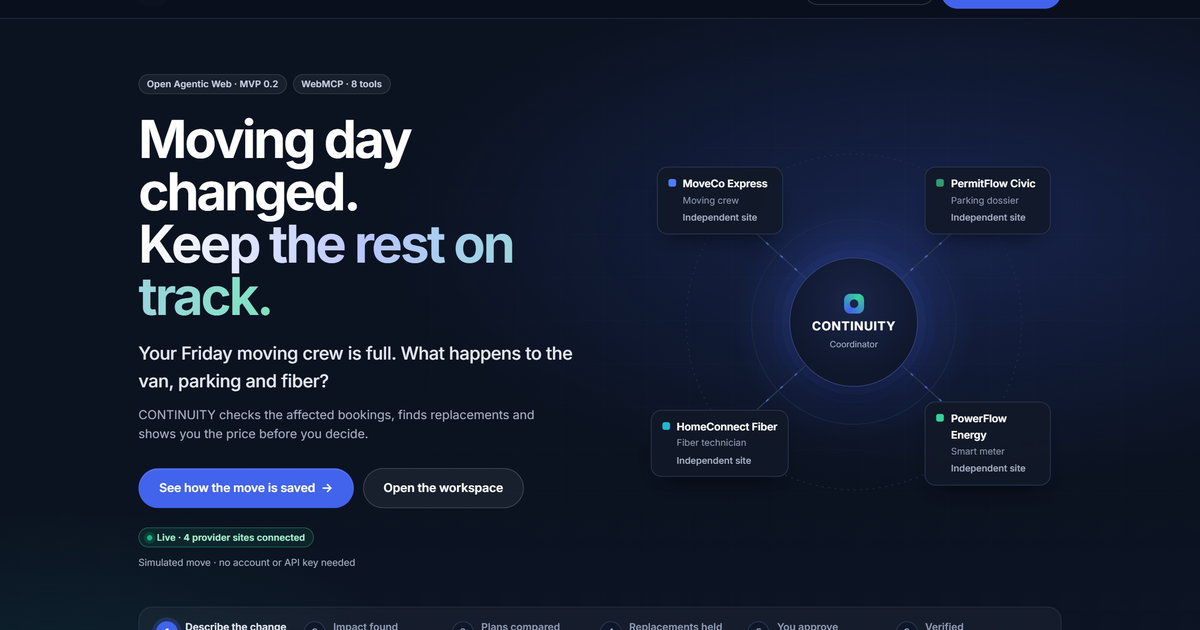 Open Agentic Web · MVP 0.2
WebMCP · 8 tools
Moving day
changed.
Keep the rest on
track.
Your Friday moving crew is full. What happens to the
van, parking and fiber?
CONTINUITY checks the affected bookings, finds replacements and
shows you the price before you decide.
See how the move is saved →
Open the workspace
Live · 4 provider sites connected
Simulated move · no account or API key needed
MoveCo Express
Moving crew
Independent site
PermitFlow Civic
Parking dossier
Independent site
CONTINUITY
Coordinator
HomeConnect Fiber
Fiber technician
Independent site
PowerFlow
Energy
Smart meter
Independent site
Describe the change
Impact found
Plans compared
Replacements held
You approve
Verified